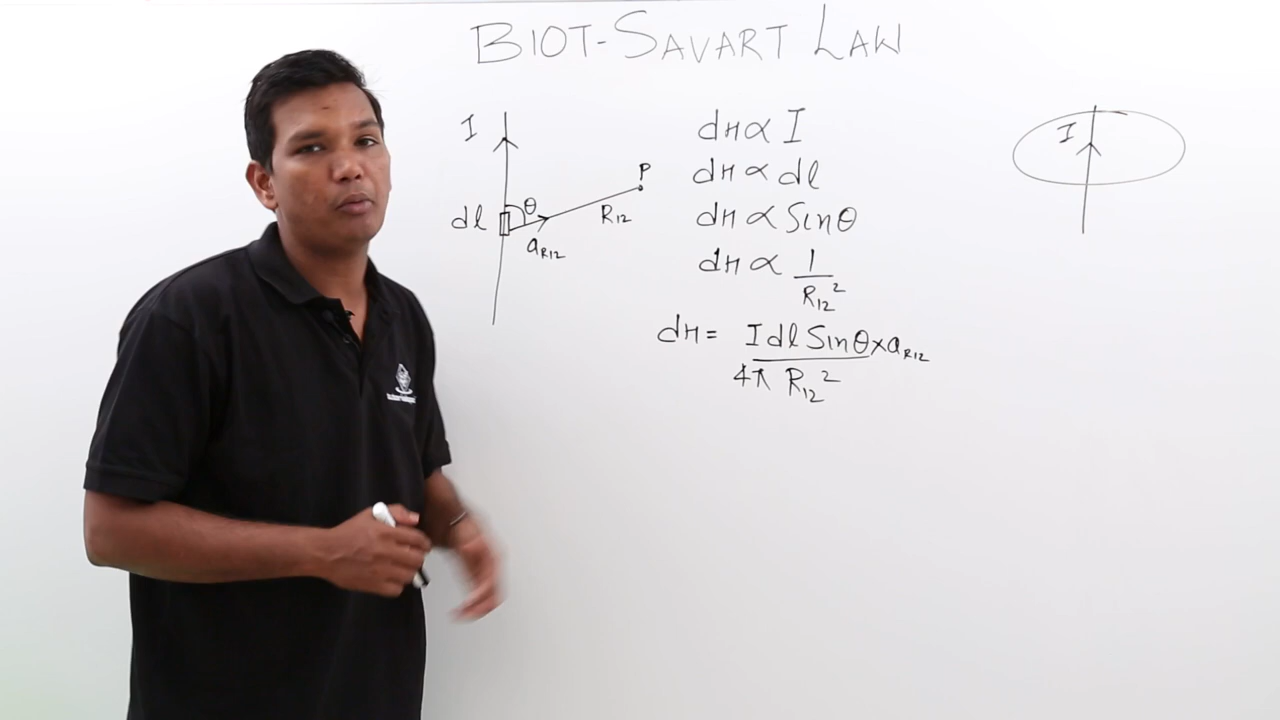 BIOT-SAVART LAW
I
dl
θ
a_R12
R12
P
dH ∝ I
dH ∝ dl
dH ∝ Sinθ
dH ∝ 1/R12²
dH = I dl Sinθ × a_R12 / 4π R12²
I